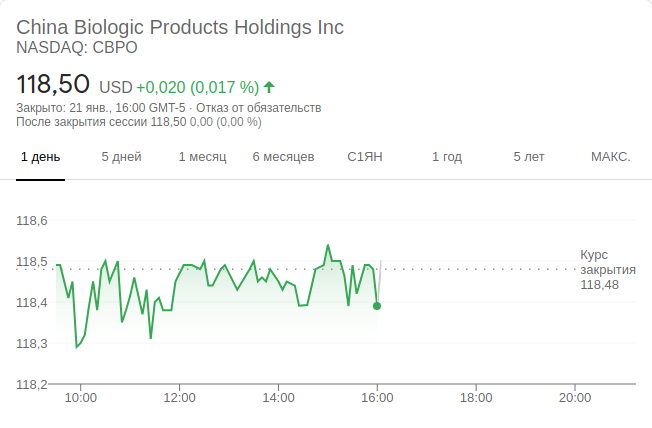 China Biologic Products Holdings Inc
NASDAQ: CBPO
118,50 USD +0,020 (0,017 %)
Закрыто: 21 янв., 16:00 GMT-5 · Отказ от обязательств
После закрытия сессии 118,50 0,00 (0,00 %)
1 день 5 дней 1 месяц 6 месяцев С1ЯН 1 год 5 лет МАКС.
118,6
118,5
118,4
118,3
118,2
Курс
закрытия
118,48
10:00 12:00 14:00 16:00 18:00 20:00